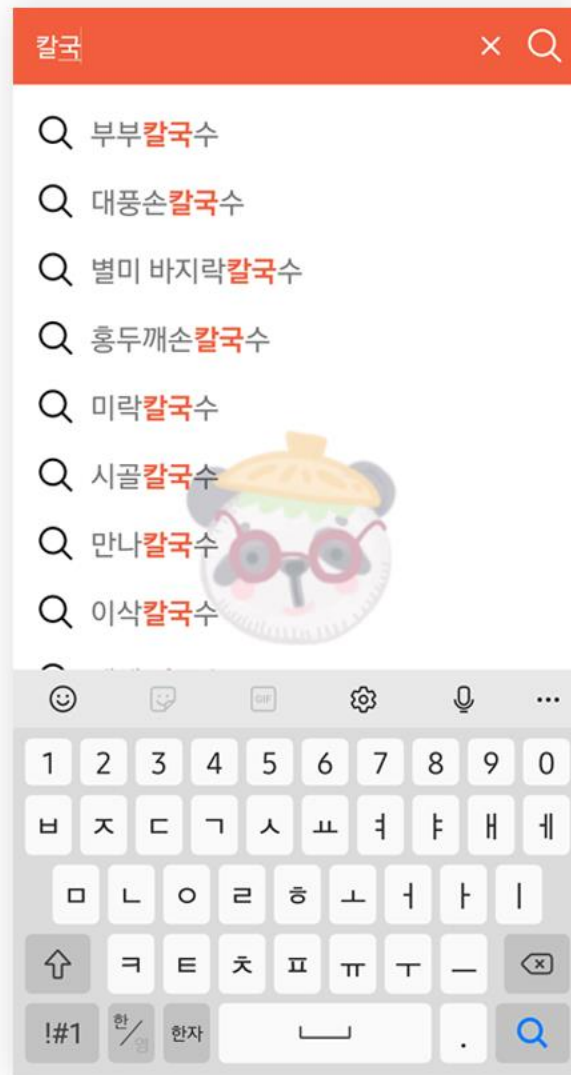 칼국
부부칼국수
대풍손칼국수
별미 바지락칼국수
홍두깨손칼국수
미락칼국수
시골칼국수
만나칼국수
이삭칼국수
GIF
1 2 3 4 5 6 7 8 9 0
ㅂ ㅈ ㄷ ㄱ ㅅ ㅛ ㅕ ㅑ ㅐ ㅔ
ㅁ ㄴ ㅇ ㄹ ㅎ ㅗ ㅓ ㅏ ㅣ
ㅋ ㅌ ㅊ ㅍ ㅠ ㅜ ㅡ
!#1 한/영 한자 .